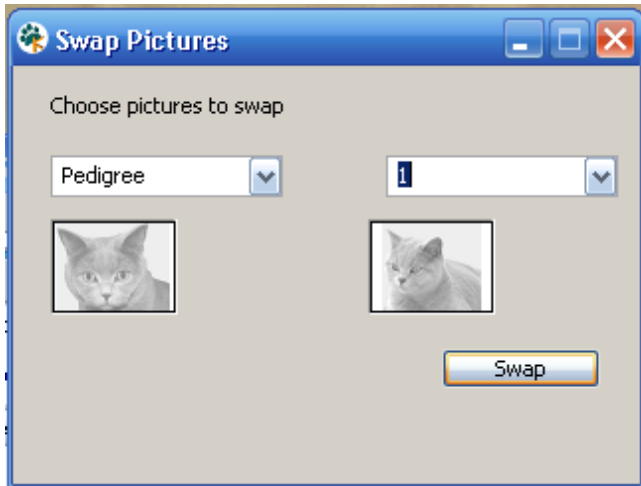 Swap Pictures
Choose pictures to swap
Pedigree
1
Swap